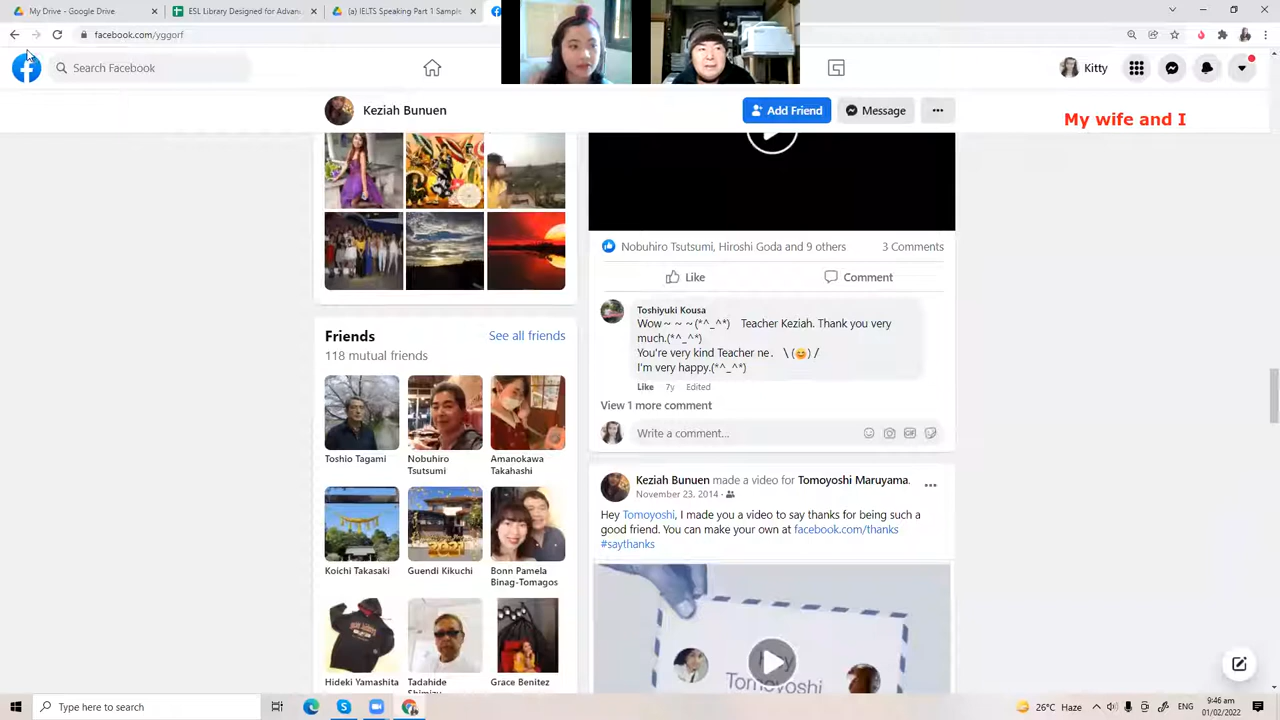 My Drive - Google Drive
ESL Library Designed for Advan
IELTS Speaking Part 1 Sample
facebook.com/yggorf
Facebook
Kitty
Keziah Bunuen
Add Friend
Message
My wife and I
Nobuhiro Tsutsumi, Hiroshi Goda and 9 others
3 Comments
Like
Comment
Toshiyuki Kousa
Wow～～～(*^_^*) Teacher Keziah. Thank you very
much.(*^_^*)
You're very kind Teacher ne. \(😊)/
I'm very happy.(*^_^*)
Like 7y Edited
View 1 more comment
Write a comment...
GIF
Friends
See all friends
118 mutual friends
Toshio Tagami
Nobuhiro
Tsutsumi
Amanokawa
Takahashi
Koichi Takasaki
Guendi Kikuchi
Bonn Pamela
Binag-Tomagos
Hideki Yamashita
Tadahide
Shimizu
Grace Benitez
Keziah Bunuen made a video for Tomoyoshi Maruyama.
November 23, 2014
Hey Tomoyoshi, I made you a video to say thanks for being such a
good friend. You can make your own at facebook.com/thanks
#saythanks
Hey
Tomoyoshi
Type here to search
26°C Haze
ENG
9:46 am
01/02/2022